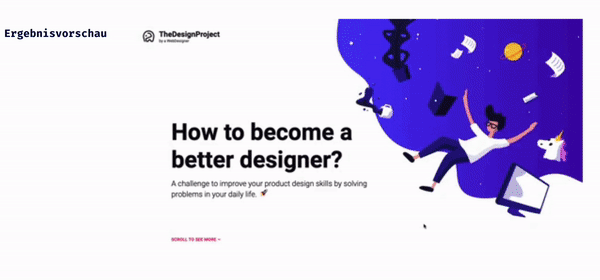 Ergebnisvorschau
TheDesignProject
by a WebDesigner
How to become a
better designer?
A challenge to improve your product design skills by solving
problems in your daily life. 🚀
SCROLL TO SEE MORE